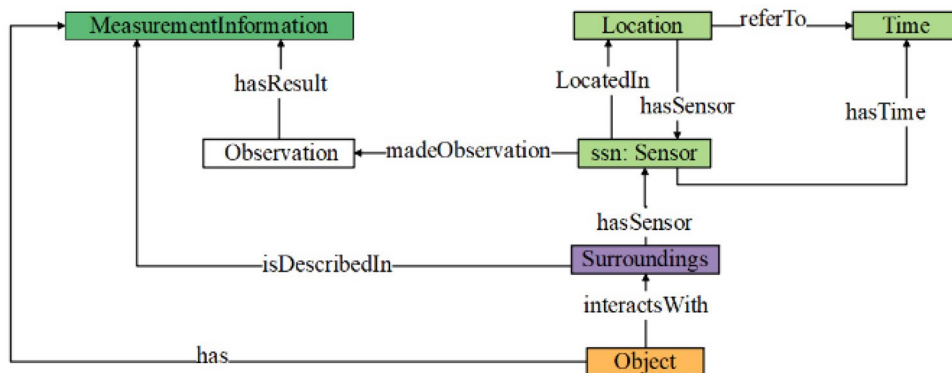 MeasurementInformation
Location
referTo
Time
hasResult
LocatedIn
hasSensor
hasTime
Observation
madeObservation
ssn: Sensor
hasSensor
isDescribedIn
Surroundings
interactsWith
has
Object